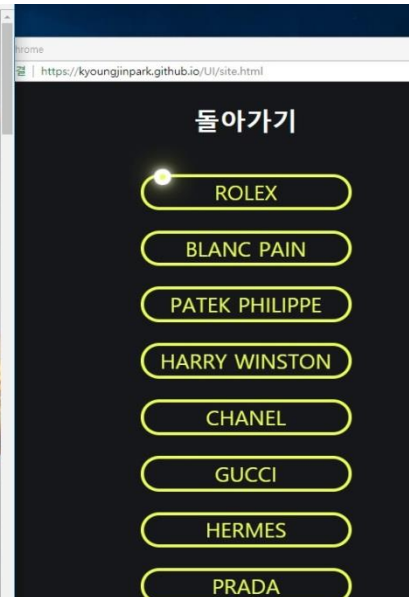 hrome
https://kyoungjinpark.github.io/UI/site.html
돌아가기
ROLEX
BLANC PAIN
PATEK PHILIPPE
HARRY WINSTON
CHANEL
GUCCI
HERMES
PRADA